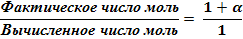 Фактическое число моль / Вычисленное число моль = 1 + α / 1